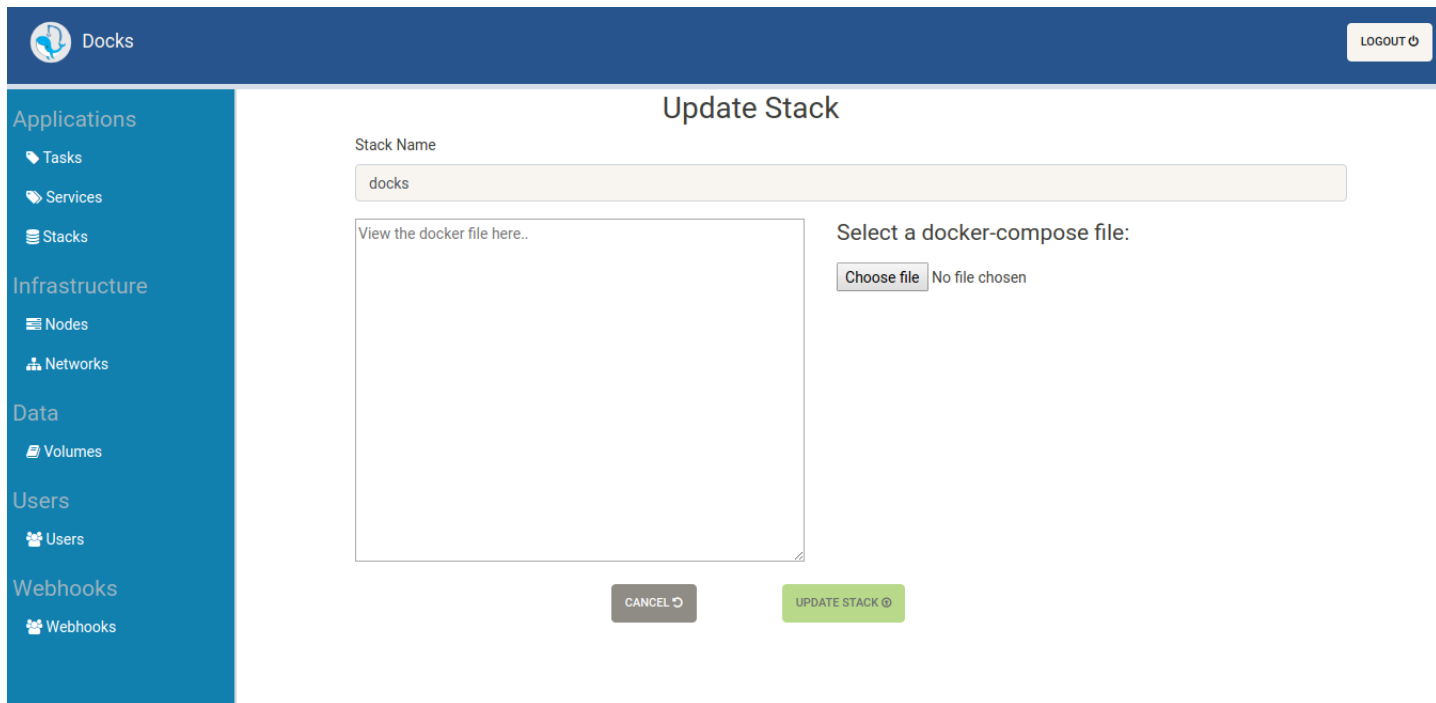 Docks
LOGOUT
Applications
Tasks
Services
Stacks
Infrastructure
Nodes
Networks
Data
Volumes
Users
Users
Webhooks
Webhooks
Update Stack
Stack Name
docks
View the docker file here..
Select a docker-compose file:
Choose file No file chosen
CANCEL
UPDATE STACK